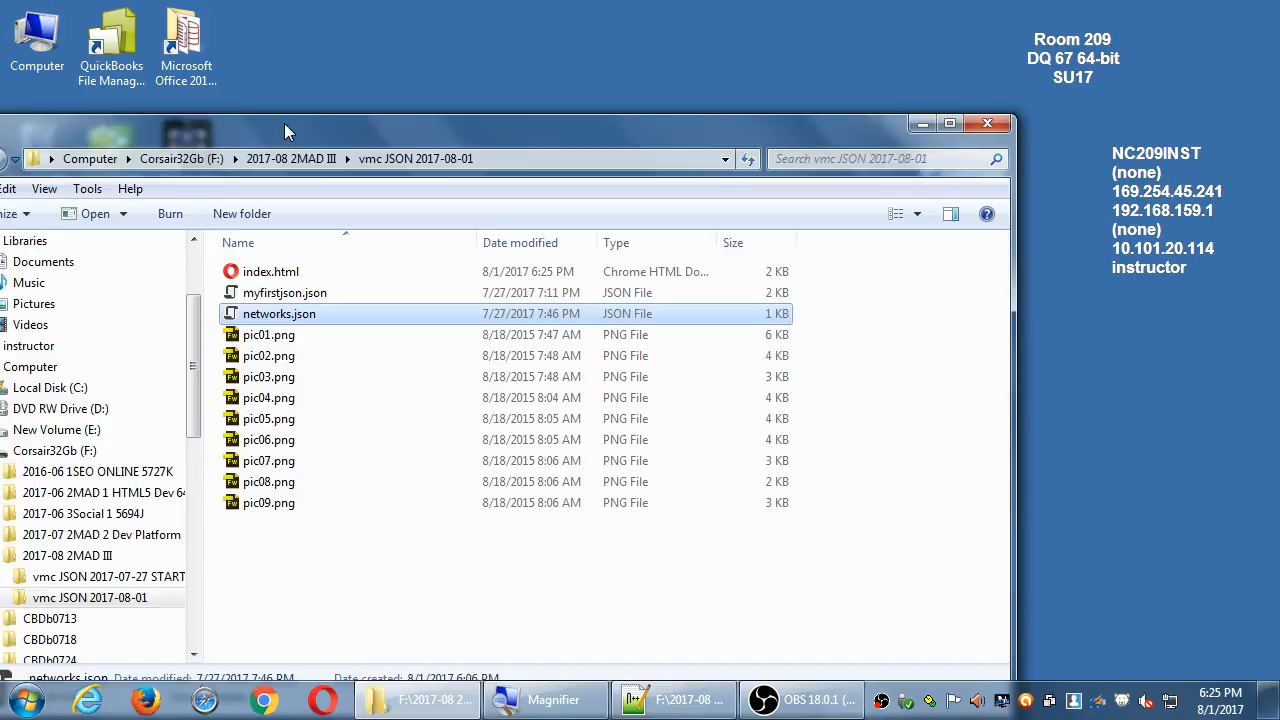 Computer
QuickBooks
File Manag...
Microsoft
Office 201...
Room 209
DQ 67 64-bit
SU17
NC209INST
(none)
169.254.45.241
192.168.159.1
(none)
10.101.20.114
instructor
Computer
Corsair32Gb (F:)
2017-08 2MAD III
vmc JSON 2017-08-01
Search vmc JSON 2017-08-01
Edit View Tools Help
nize Open Burn New folder
Libraries
Documents
Music
Pictures
Videos
instructor
Computer
Local Disk (C:)
DVD RW Drive (D:)
New Volume (E:)
Corsair32Gb (F:)
2016-06 1SEO ONLINE 5727K
2017-06 2MAD 1 HTML5 Dev 64
2017-06 3Social 1 5694J
2017-07 2MAD 2 Dev Platform
2017-08 2MAD III
vmc JSON 2017-07-27 START
vmc JSON 2017-08-01
CBDb0713
CBDb0718
CBDb0724
Name Date modified Type Size
index.html 8/1/2017 6:25 PM Chrome HTML Do... 2 KB
myfirstjson.json 7/27/2017 7:11 PM JSON File 2 KB
networks.json 7/27/2017 7:46 PM JSON File 1 KB
pic01.png 8/18/2015 7:47 AM PNG File 6 KB
pic02.png 8/18/2015 7:48 AM PNG File 4 KB
pic03.png 8/18/2015 7:48 AM PNG File 3 KB
pic04.png 8/18/2015 8:04 AM PNG File 4 KB
pic05.png 8/18/2015 8:05 AM PNG File 4 KB
pic06.png 8/18/2015 8:05 AM PNG File 4 KB
pic07.png 8/18/2015 8:06 AM PNG File 3 KB
pic08.png 8/18/2015 8:06 AM PNG File 2 KB
pic09.png 8/18/2015 8:06 AM PNG File 3 KB
networks.json Date modified: 7/27/2017 7:46 PM Date created: 8/1/2017 6:06 PM
F:\2017-08 2...
Magnifier
F:\2017-08 ...
OBS 18.0.1 (...
6:25 PM
8/1/2017